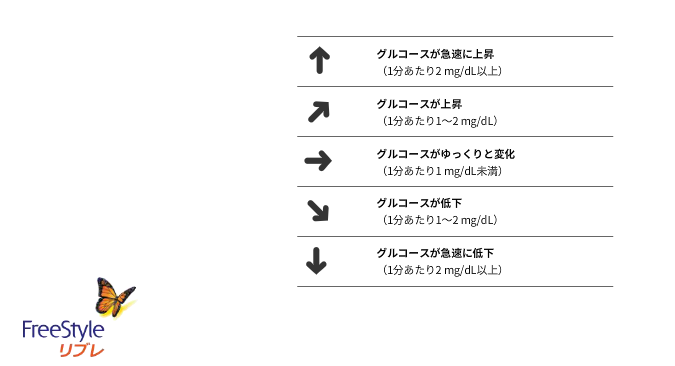 グルコースが急速に上昇
（1分あたり2 mg/dL以上）
グルコースが上昇
（1分あたり1～2 mg/dL）
グルコースがゆっくりと変化
（1分あたり1 mg/dL未満）
グルコースが低下
（1分あたり1～2 mg/dL）
グルコースが急速に低下
（1分あたり2 mg/dL以上）
FreeStyle
リブレ